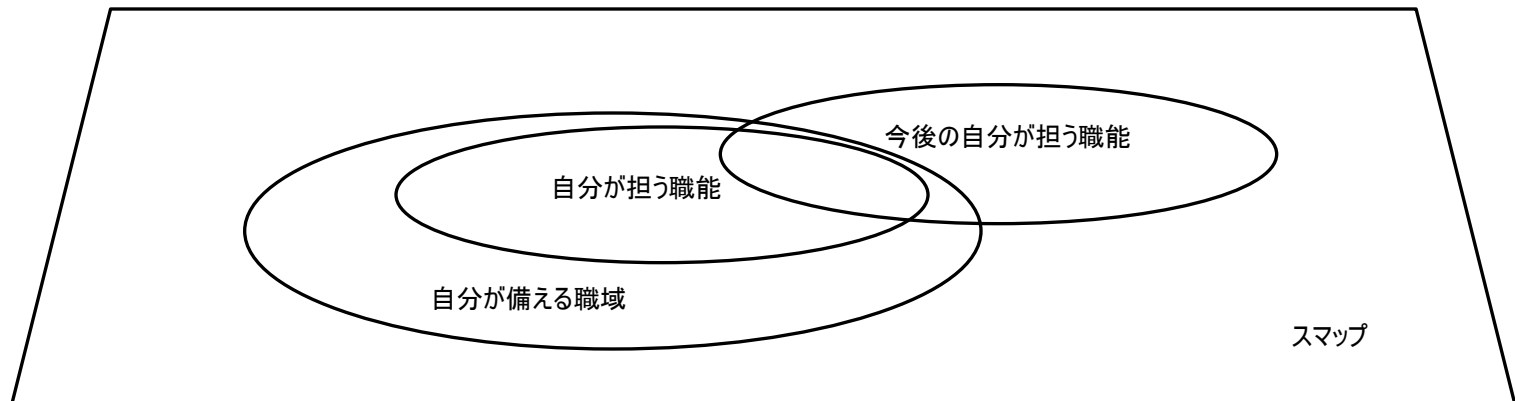 今後の自分が担う職能
自分が担う職能
自分が備える職域
スマップ